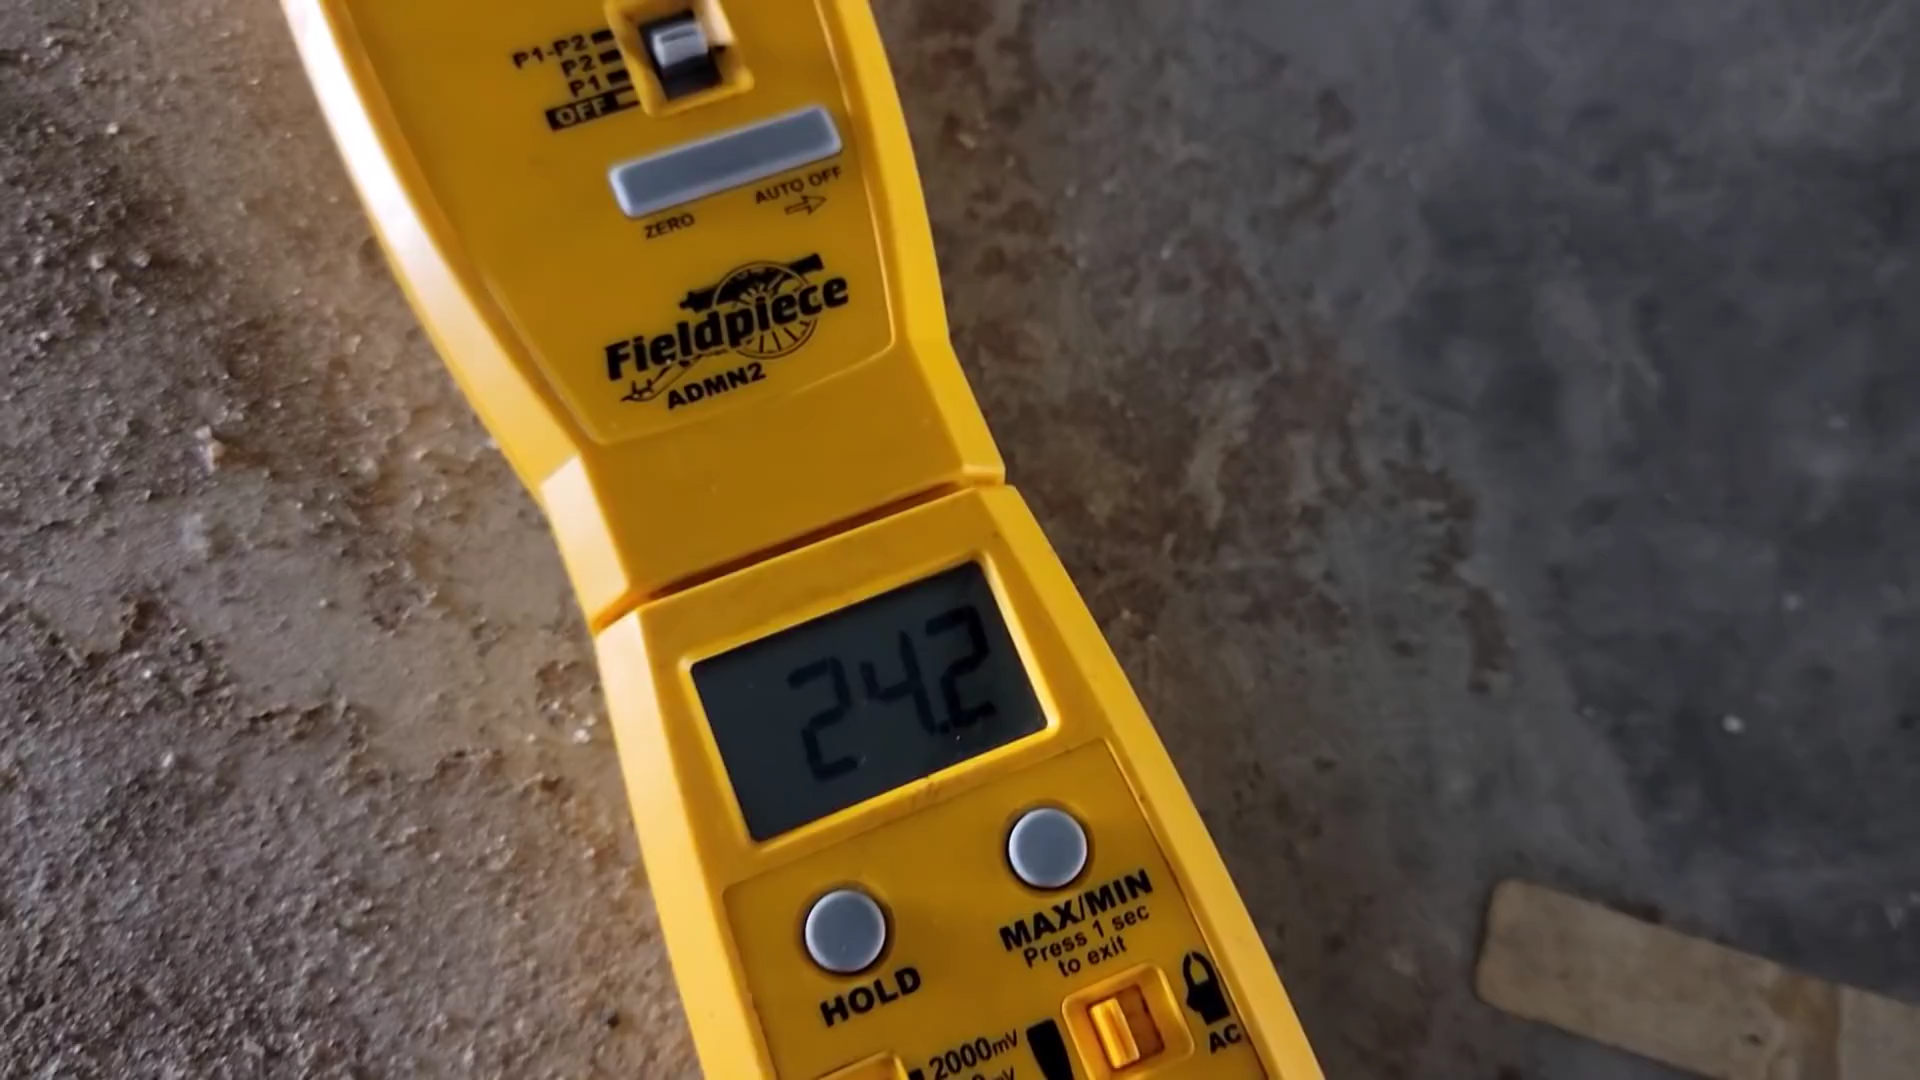 P1-P2
P2
P1
OFF
ZERO
AUTO OFF
Fieldpiece
ADMN2
24.2
HOLD
MAX/MIN
Press 1 sec
to exit
2000mV
AC